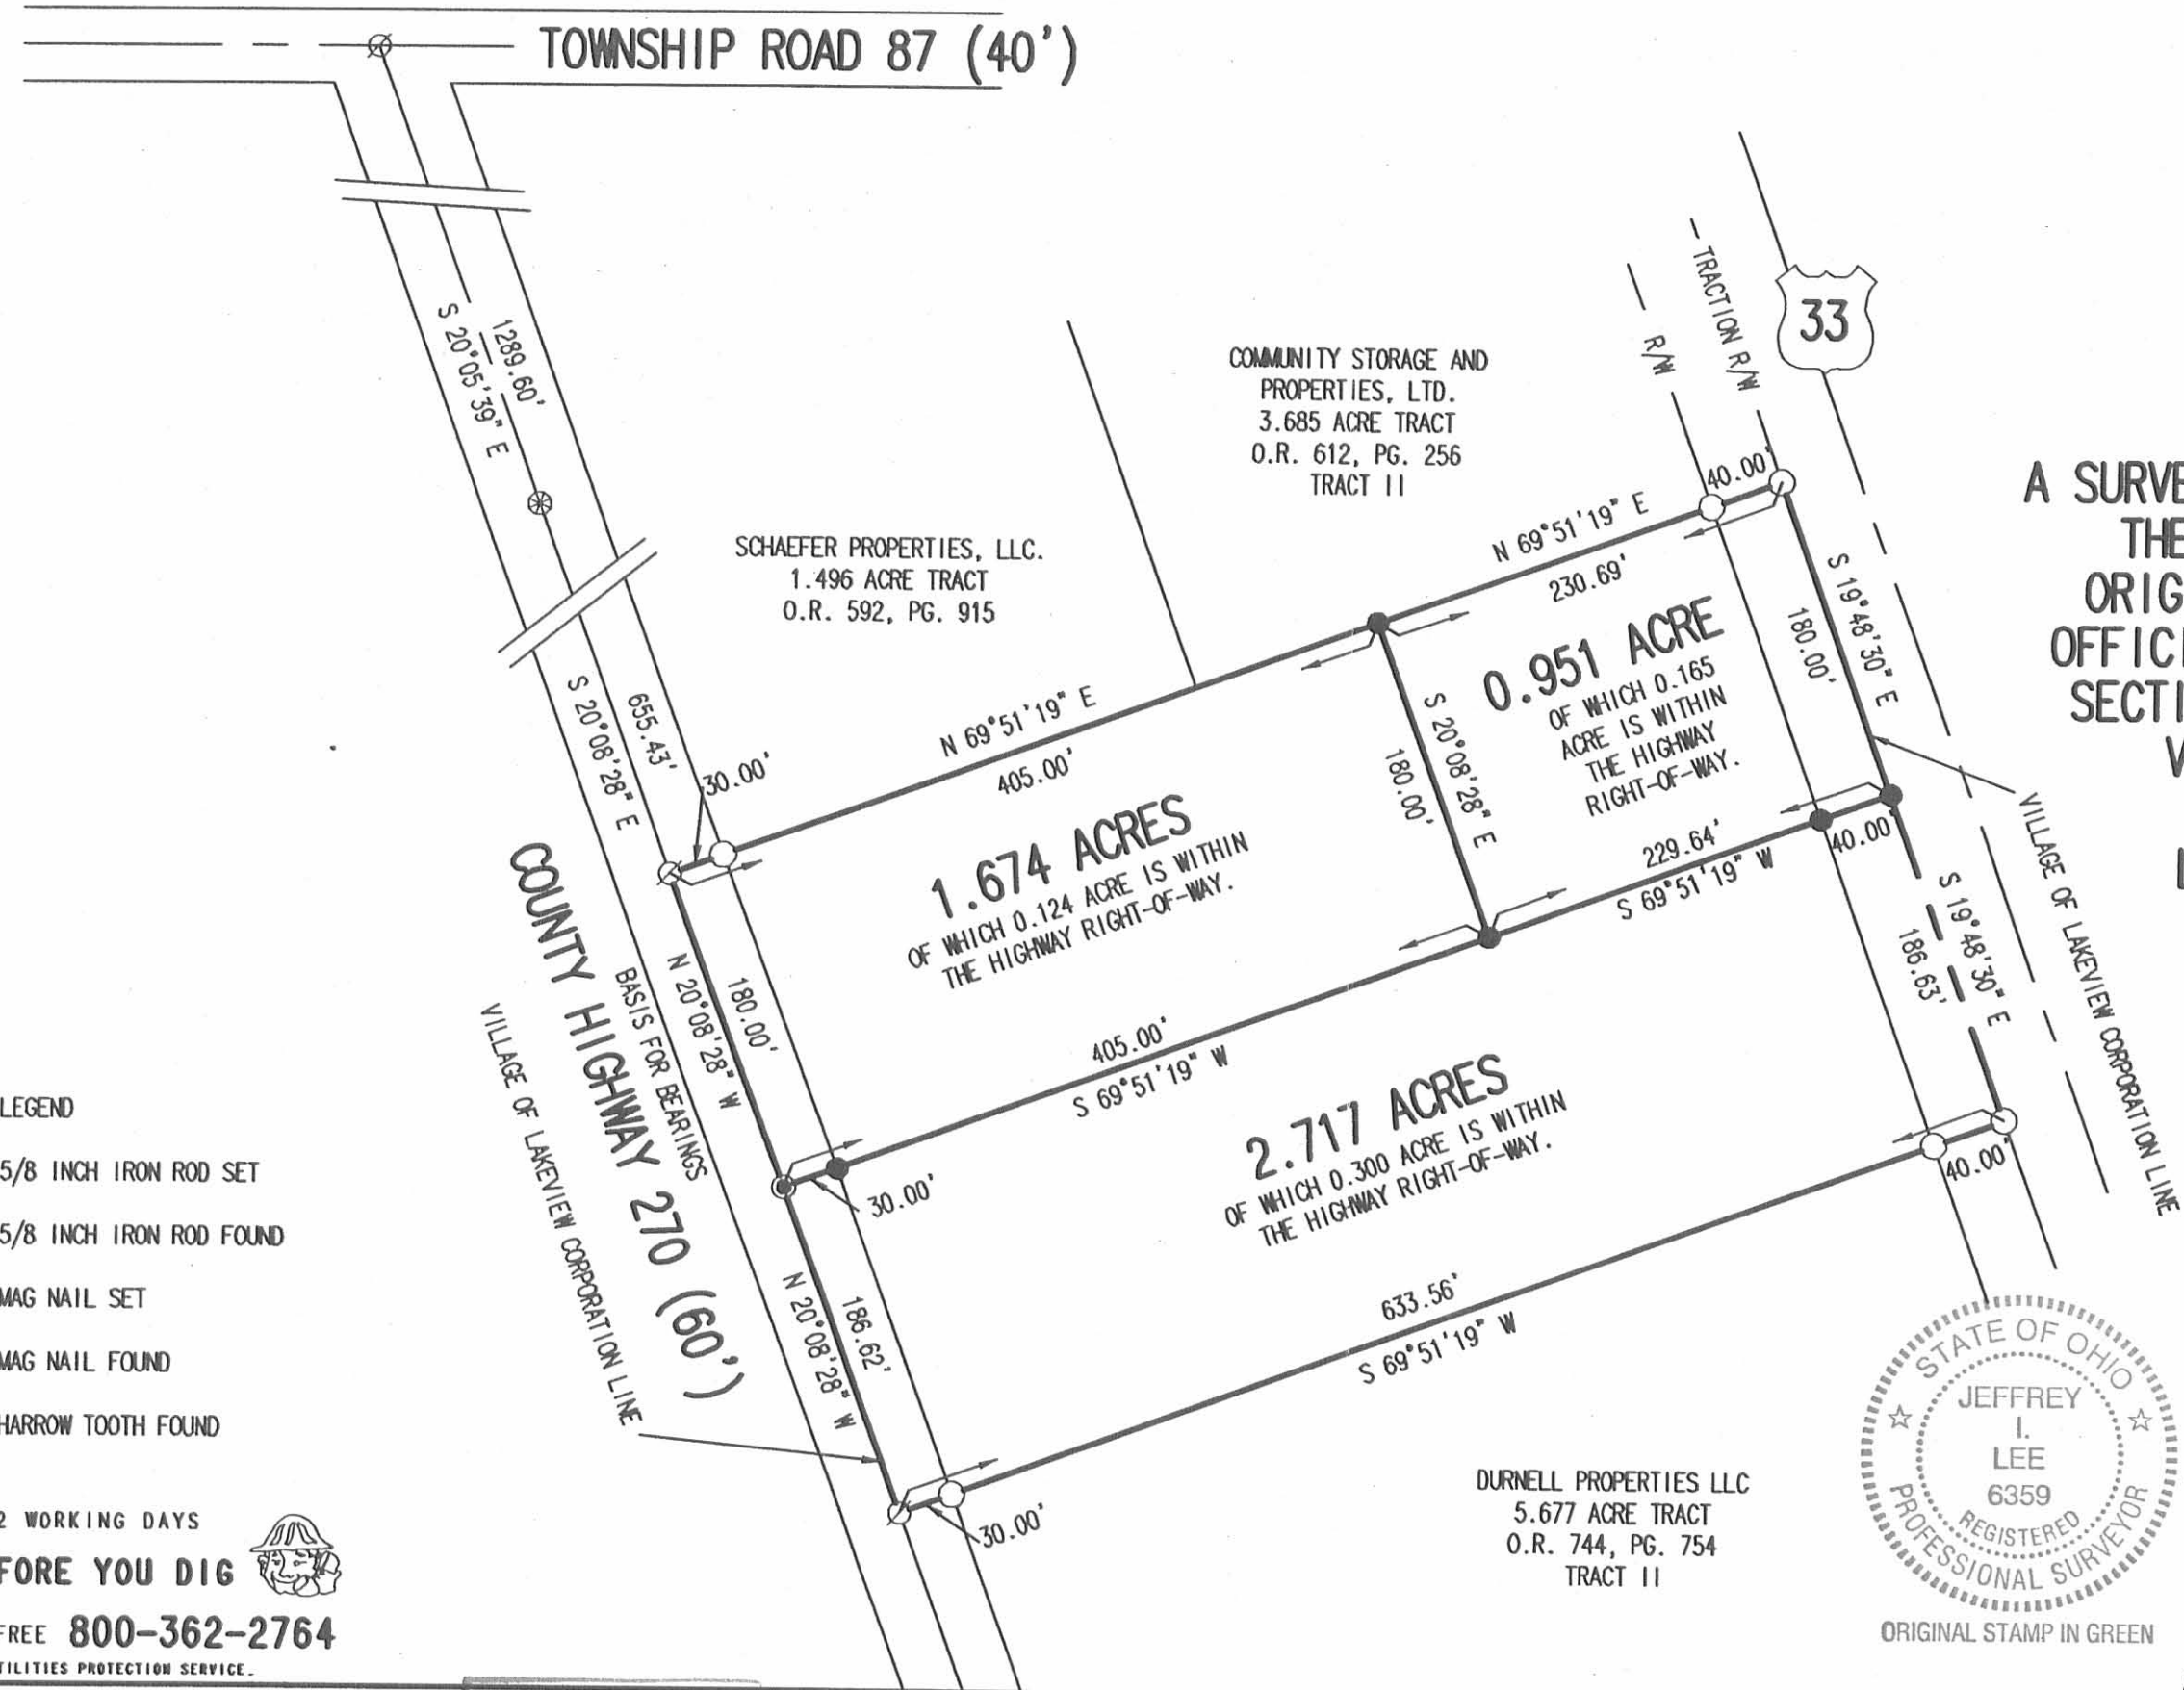 TOWNSHIP ROAD 87 (40')
33
TRACTION R/W
R/W
1289.60'
S 20°05'39" E
COMMUNITY STORAGE AND
PROPERTIES, LTD.
3.685 ACRE TRACT
O.R. 612, PG. 256
TRACT II
SCHAEFER PROPERTIES, LLC.
1.496 ACRE TRACT
O.R. 592, PG. 915
A SURVE
THE
ORIG
OFFIC
SECTI
40.00'
N 69°51'19" E
230.69'
S 19°48'30" E
180.00'
0.951 ACRE
OF WHICH 0.165
ACRE IS WITHIN
THE HIGHWAY
RIGHT-OF-WAY.
655.43'
S 20°08'28" E
30.00'
N 69°51'19" E
405.00'
S 20°08'28" E
180.00'
1.674 ACRES
OF WHICH 0.124 ACRE IS WITHIN
THE HIGHWAY RIGHT-OF-WAY.
229.64'
S 69°51'19" W
40.00'
VILLAGE OF LAKEVIEW CORPORATION LINE
S 19°48'30" E
186.63'
COUNTY HIGHWAY 270 (60')
BASIS FOR BEARINGS
N 20°08'28" W
180.00'
VILLAGE OF LAKEVIEW CORPORATION LINE
405.00'
S 69°51'19" W
30.00'
2.717 ACRES
OF WHICH 0.300 ACRE IS WITHIN
THE HIGHWAY RIGHT-OF-WAY.
40.00'
N 20°08'28" W
186.62'
633.56'
S 69°51'19" W
30.00'
DURNELL PROPERTIES LLC
5.677 ACRE TRACT
O.R. 744, PG. 754
TRACT II
LEGEND
5/8 INCH IRON ROD SET
5/8 INCH IRON ROD FOUND
MAG NAIL SET
MAG NAIL FOUND
HARROW TOOTH FOUND
2 WORKING DAYS
FORE YOU DIG
FREE 800-362-2764
TILITIES PROTECTION SERVICE.
STATE OF OHIO
JEFFREY
I.
LEE
6359
REGISTERED
PROFESSIONAL SURVEYOR
ORIGINAL STAMP IN GREEN